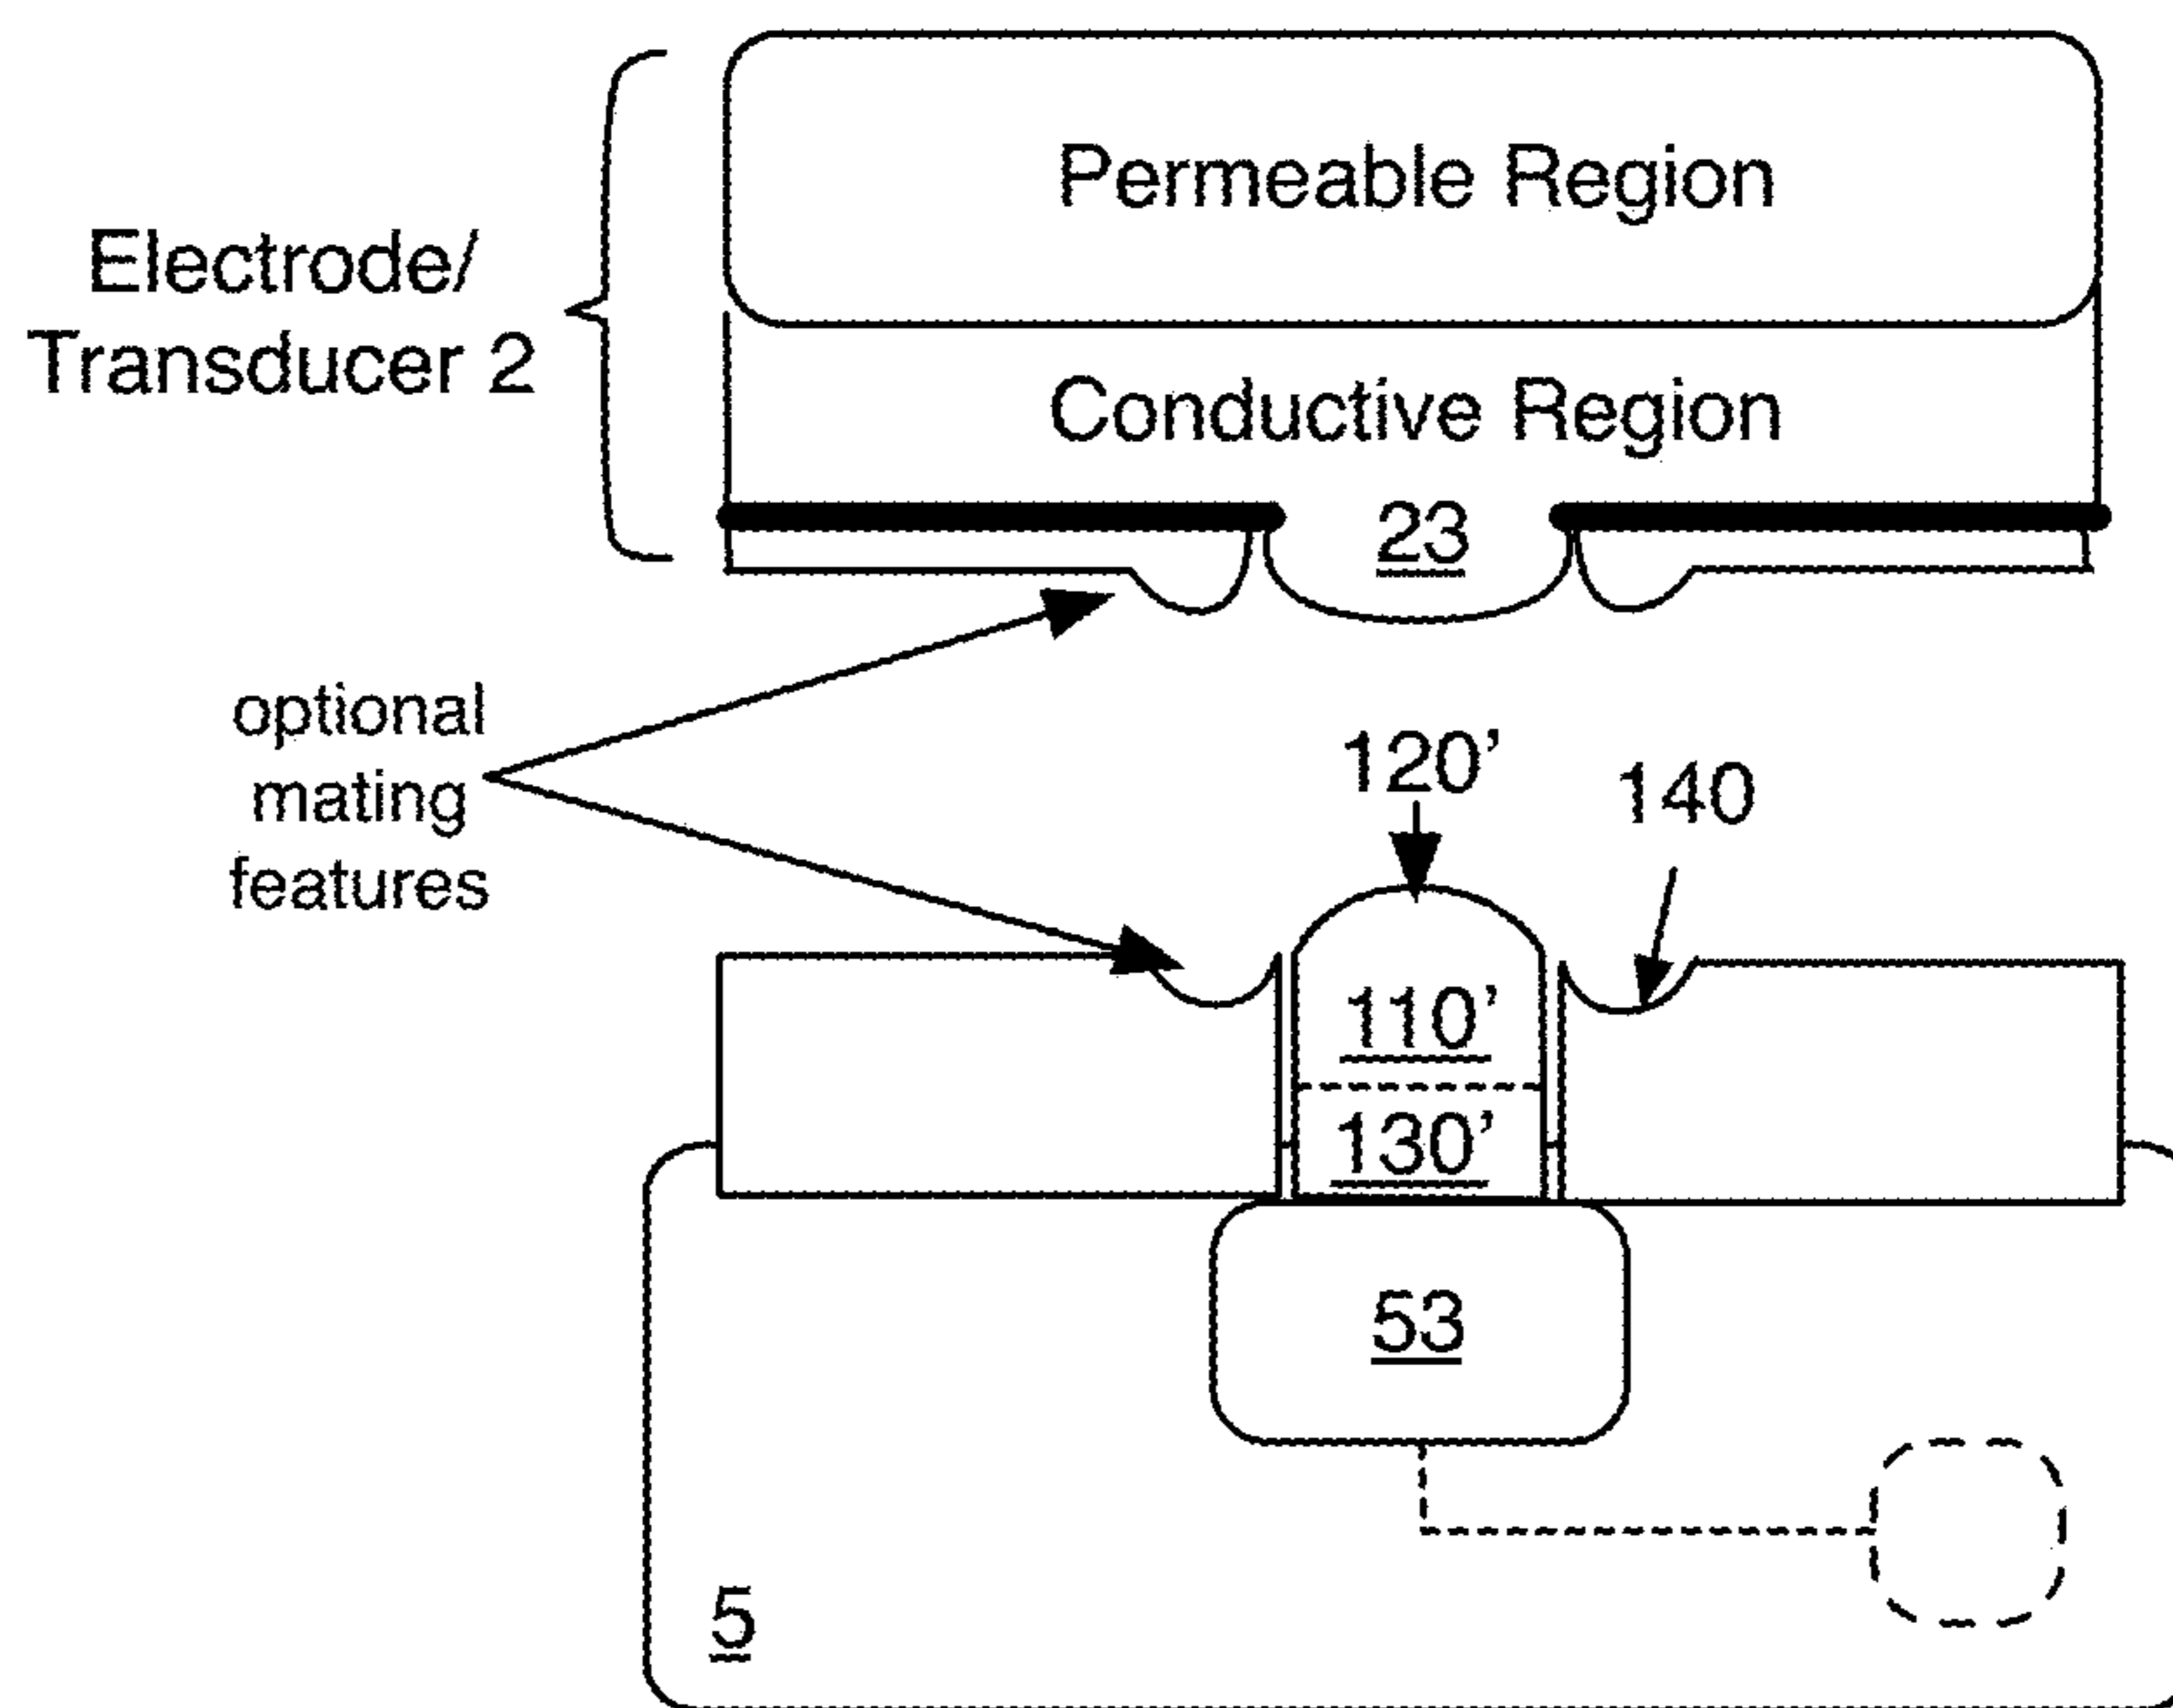 Permeable Region
Electrode/
Transducer 2
Conductive Region
23
optional
mating
features
120’
140
110’
130’
53
5